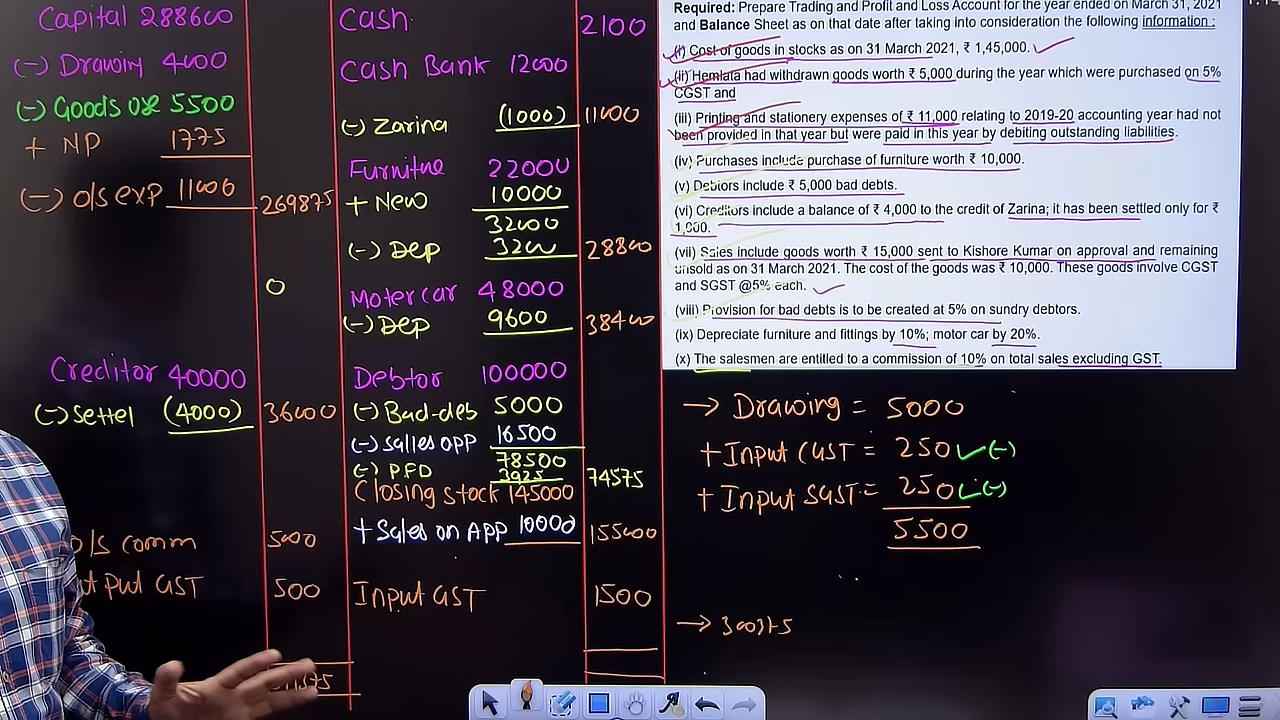 Capital 288600
(-) Drawing 4000
(-) Goods ose 5500
+ NP 1775
(-) o/s exp 11000 269875
0
Creditor 40000
(-) Settel (4000) 36000
o/s comm 5000
tput GST 500
Cash 2100
Cash Bank 12000
(-) Zarina (1000) 11000
Furnitue 22000
+ New 10000
32000
(-) Dep 3200 28800
Moter car 48000
(-) Dep 9600 38400
Debtor 100000
(-) Bad-deb 5000
(-) Salles opp 16500
78500
(-) PFD 3925 74575
Closing stock 145000
+ Sales on App 10000 155000
Input GST 1500
Required: Prepare Trading and Profit and Loss Account for the year ended on March 31, 2021
and Balance Sheet as on that date after taking into consideration the following information :
(i) Cost of goods in stocks as on 31 March 2021, ₹ 1,45,000.
(ii) Hemlata had withdrawn goods worth ₹ 5,000 during the year which were purchased on 5%
CGST and
(iii) Printing and stationery expenses of ₹ 11,000 relating to 2019-20 accounting year had not
been provided in that year but were paid in this year by debiting outstanding liabilities.
(iv) Purchases include purchase of furniture worth ₹ 10,000.
(v) Debtors include ₹ 5,000 bad debts.
(vi) Creditors include a balance of ₹ 4,000 to the credit of Zarina; it has been settled only for ₹
1,000.
(vii) Sales include goods worth ₹ 15,000 sent to Kishore Kumar on approval and remaining
unsold as on 31 March 2021. The cost of the goods was ₹ 10,000. These goods involve CGST
and SGST @5% each.
(viii) Provision for bad debts is to be created at 5% on sundry debtors.
(ix) Depreciate furniture and fittings by 10%; motor car by 20%.
(x) The salesmen are entitled to a commission of 10% on total sales excluding GST.
→ Drawing = 5000
+ Input CGST = 250 ✓(-)
+ Input SGST = 250 ✓(-)
5500